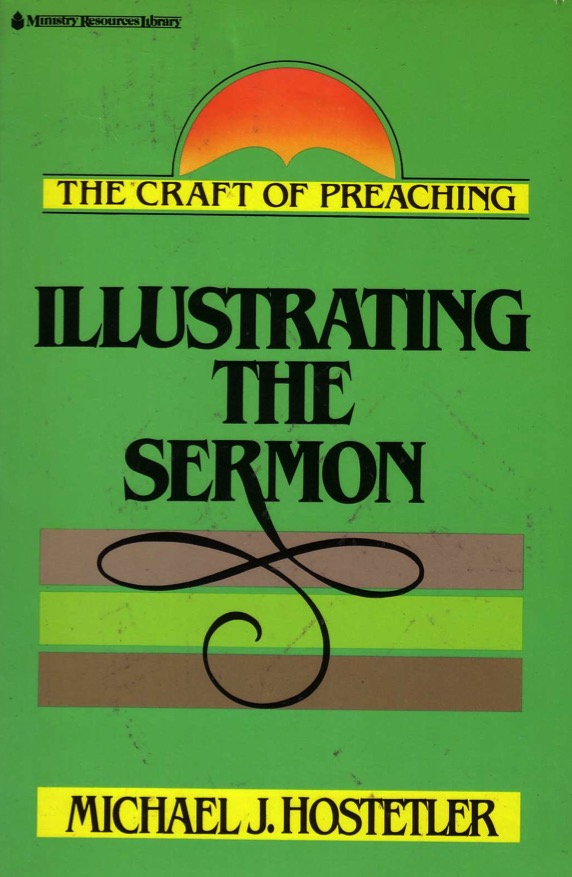 Ministry Resources Library
THE CRAFT OF PREACHING
ILLUSTRATING
THE
SERMON
MICHAEL J. HOSTETLER